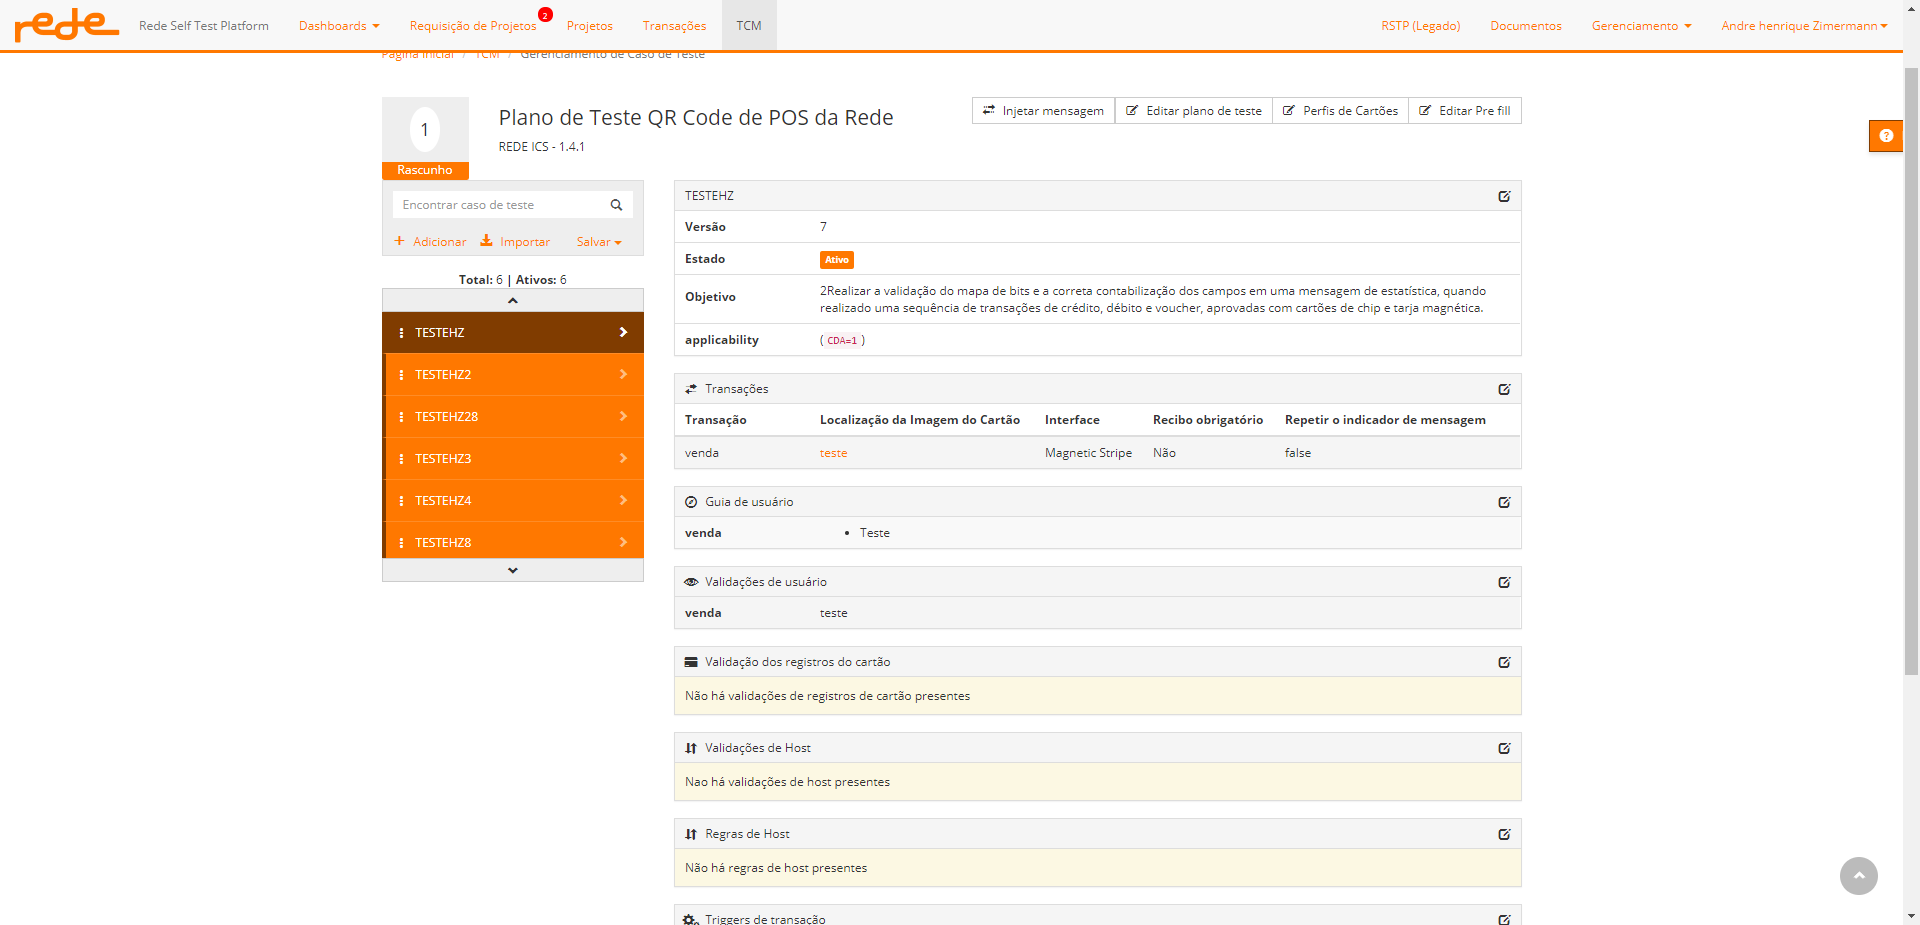 rede
Rede Self Test Platform
Dashboards
Requisição de Projetos
2
Projetos
Transações
TCM
RSTP (Legado)
Documentos
Gerenciamento
Andre henrique Zimermann
Página Inicial / TCM / Gerenciamento de Caso de Teste
1
Rascunho
Plano de Teste QR Code de POS da Rede
REDE ICS - 1.4.1
Injetar mensagem
Editar plano de teste
Perfis de Cartões
Editar Pre fill
Encontrar caso de teste
Adicionar
Importar
Salvar
Total: 6 | Ativos: 6
TESTEHZ
TESTEHZ2
TESTEHZ28
TESTEHZ3
TESTEHZ4
TESTEHZ8
TESTEHZ
Versão 7
Estado Ativo
Objetivo 2Realizar a validação do mapa de bits e a correta contabilização dos campos em uma mensagem de estatística, quando
realizado uma sequência de transações de crédito, débito e voucher, aprovadas com cartões de chip e tarja magnética.
applicability ( CDA=1 )
Transações
Transação Localização da Imagem do Cartão Interface Recibo obrigatório Repetir o indicador de mensagem
venda teste Magnetic Stripe Não false
Guia de usuário
venda • Teste
Validações de usuário
venda teste
Validação dos registros do cartão
Não há validações de registros de cartão presentes
Validações de Host
Nao há validações de host presentes
Regras de Host
Não há regras de host presentes
Triggers de transação